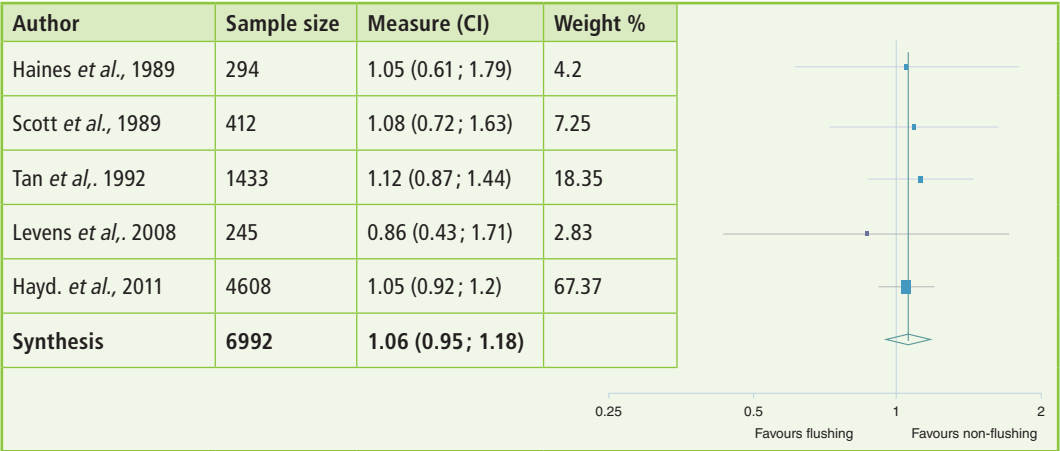 Author Sample size Measure (CI) Weight %
Haines et al., 1989 294 1.05 (0.61 ; 1.79) 4.2
Scott et al., 1989 412 1.08 (0.72 ; 1.63) 7.25
Tan et al,. 1992 1433 1.12 (0.87 ; 1.44) 18.35
Levens et al,. 2008 245 0.86 (0.43 ; 1.71) 2.83
Hayd. et al., 2011 4608 1.05 (0.92 ; 1.2) 67.37
Synthesis 6992 1.06 (0.95 ; 1.18)
0.25 0.5 1 2
Favours flushing Favours non-flushing